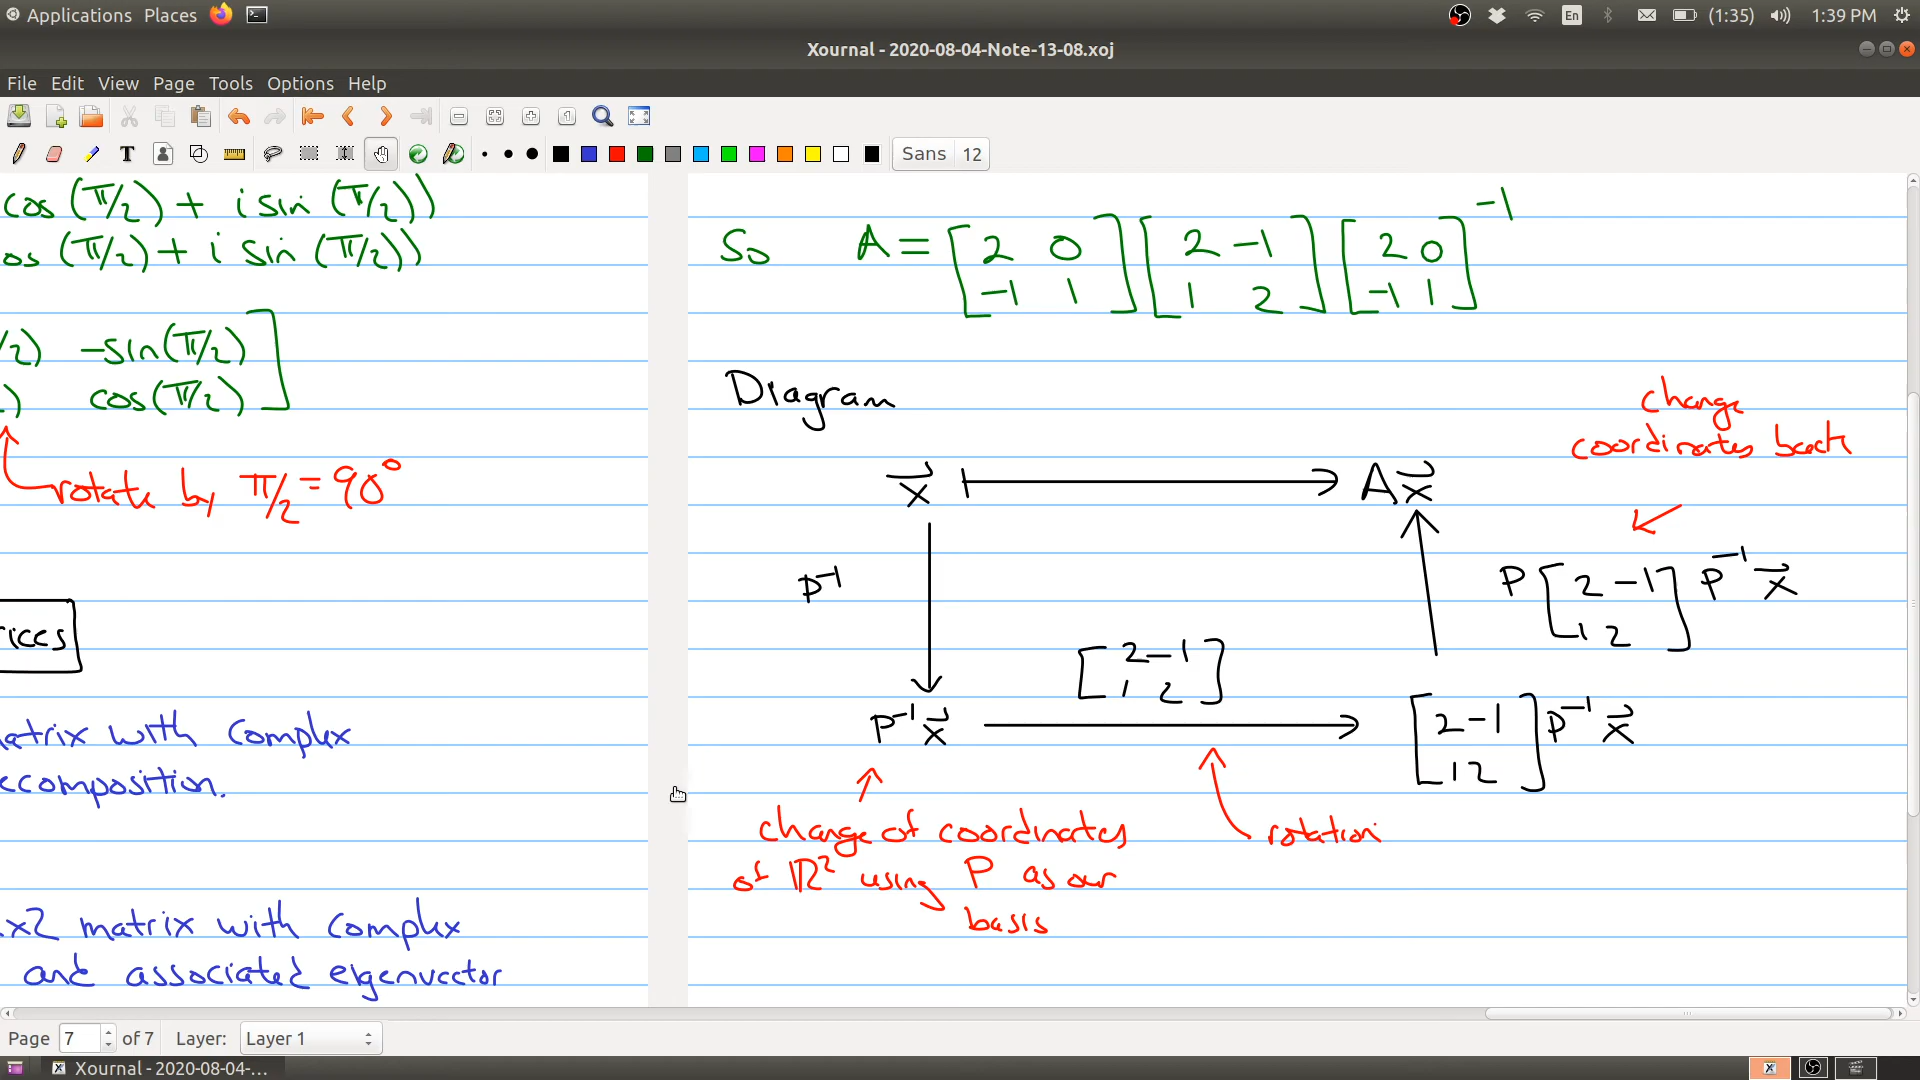 Applications Places En (1:35) 1:39 PM
Xournal - 2020-08-04-Note-13-08.xoj
File Edit View Page Tools Options Help
Sans 12
cos (π/2) + i sin (π/2))
os (π/2) + i sin (π/2))
/2) -sin(π/2)
) cos(π/2)
rotate by π/2 = 90°
rices
atrix with complex
ecomposition.
x2 matrix with complex
and associated eigenvector
So A = [2 0] [2 -1] [2 0] -1
[-1 1] [1 2] [-1 1]
Diagram
change
coordinates back
x⃗ ↦ Ax⃗
P⁻¹
P [2 -1] P⁻¹ x⃗
[1 2]
[2 -1]
[1 2]
P⁻¹ x⃗ → [2 -1] P⁻¹ x⃗
[1 2]
change of coordinates
of ℝ² using P as our
basis
rotation
Page 7 of 7 Layer: Layer 1
Xournal - 2020-08-04-...